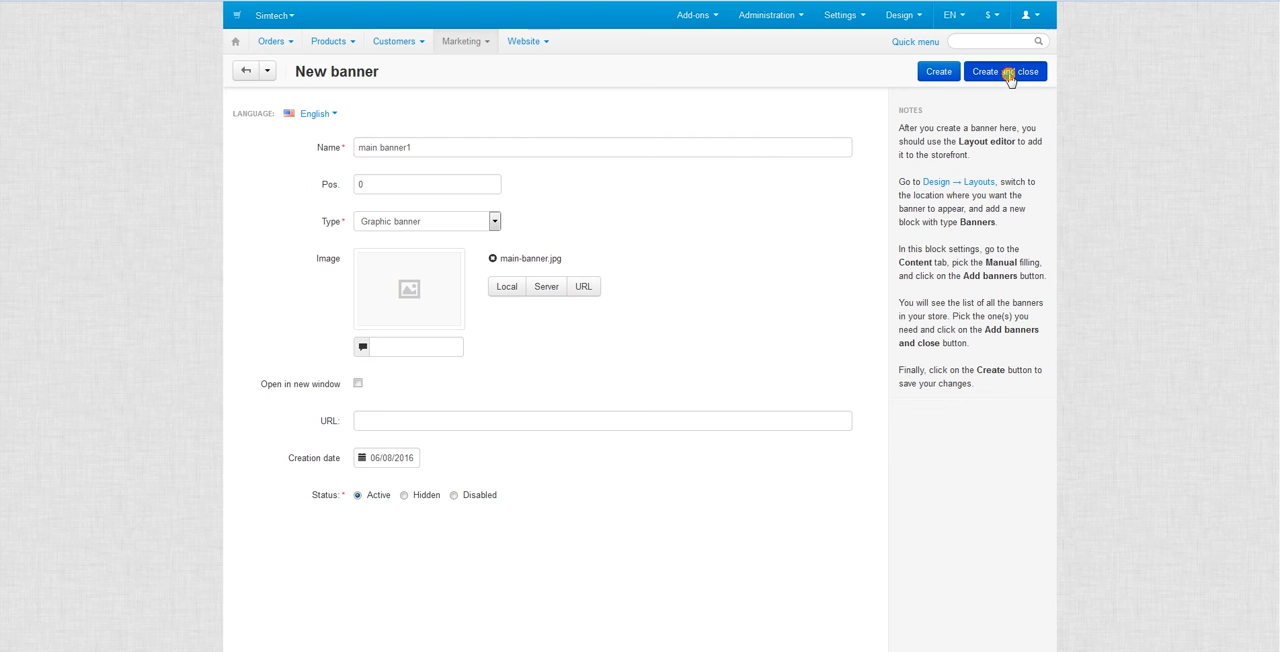 Simtech Add-ons Administration Settings Design EN $
Orders Products Customers Marketing Website Quick menu
New banner Create Create and close
LANGUAGE: English
Name* main banner1
Pos. 0
Type* Graphic banner
Image main-banner.jpg
Local Server URL
Open in new window
URL:
Creation date 06/08/2016
Status:* Active Hidden Disabled
NOTES
After you create a banner here, you
should use the Layout editor to add
it to the storefront.
Go to Design → Layouts, switch to
the location where you want the
banner to appear, and add a new
block with type Banners.
In this block settings, go to the
Content tab, pick the Manual filling,
and click on the Add banners button.
You will see the list of all the banners
in your store. Pick the one(s) you
need and click on the Add banners
and close button.
Finally, click on the Create button to
save your changes.